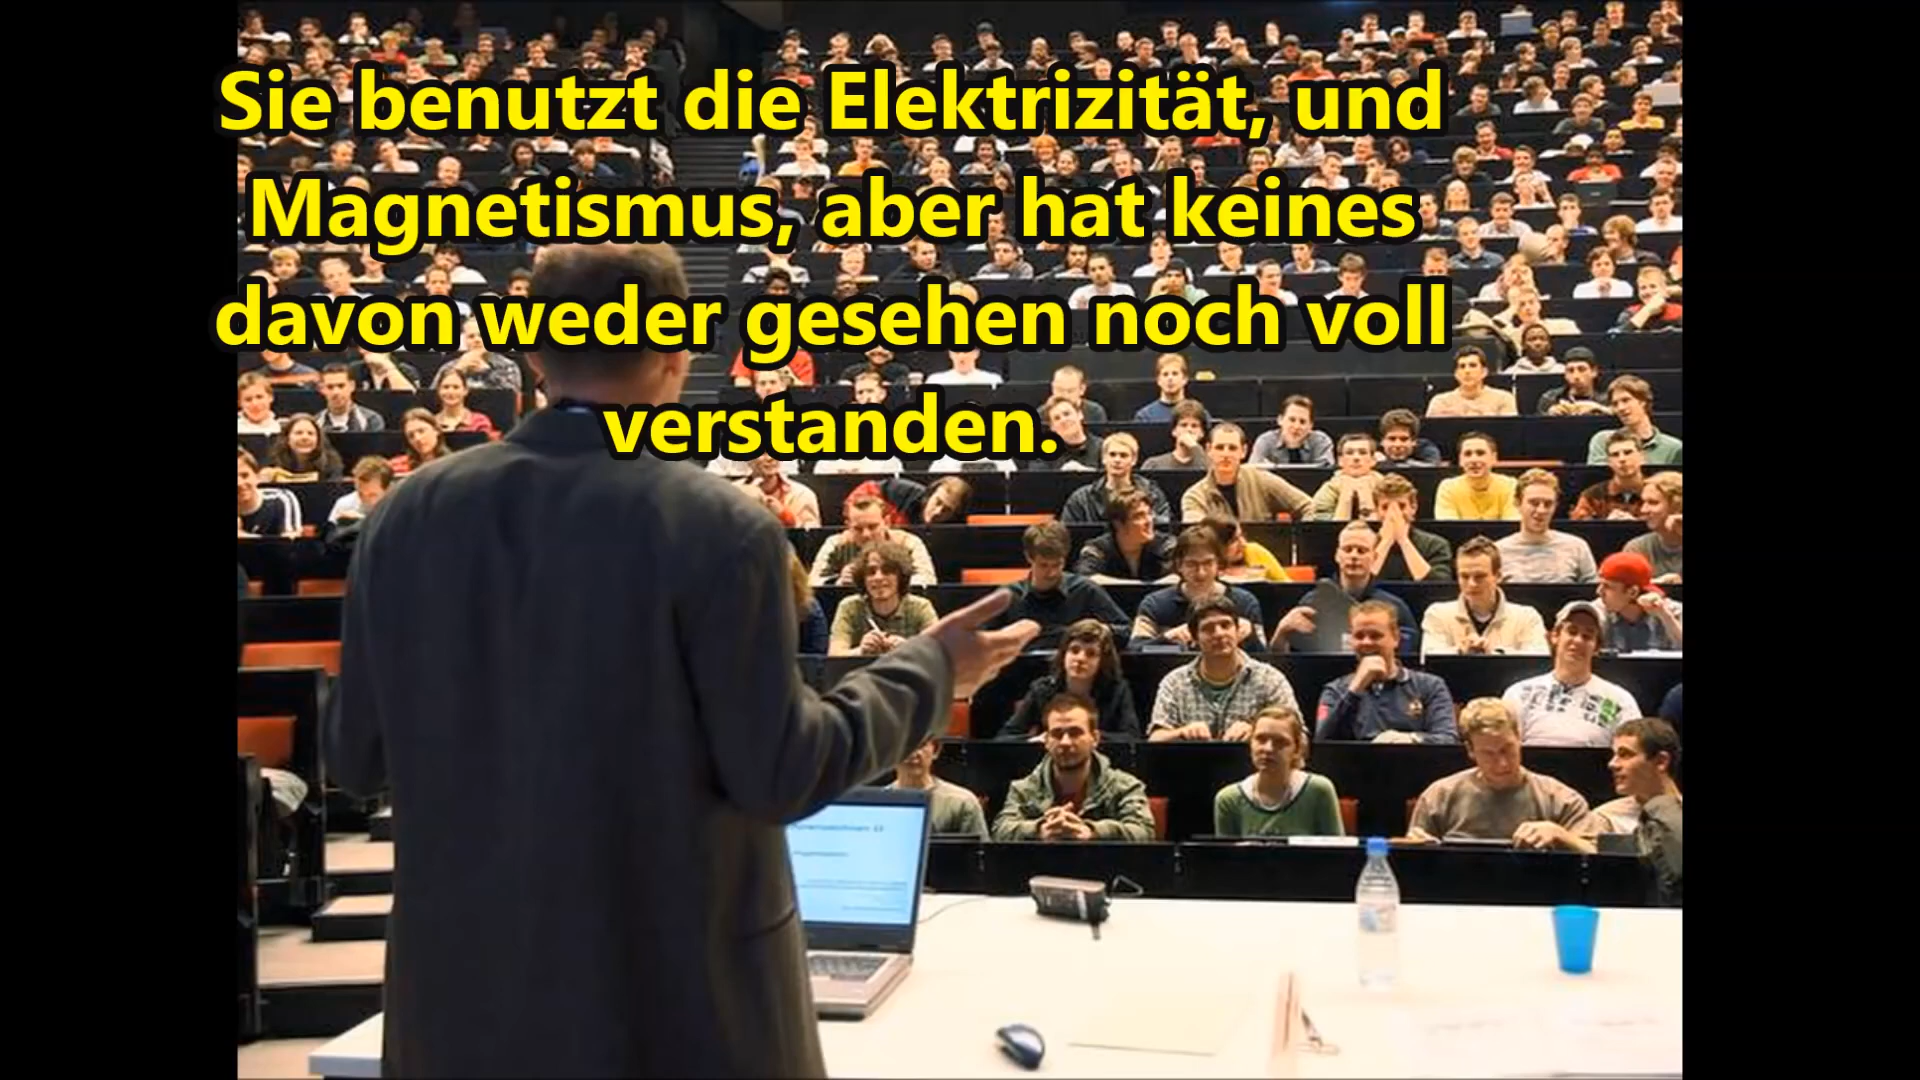 Sie benutzt die Elektrizität, und
Magnetismus, aber hat keines
davon weder gesehen noch voll
verstanden.